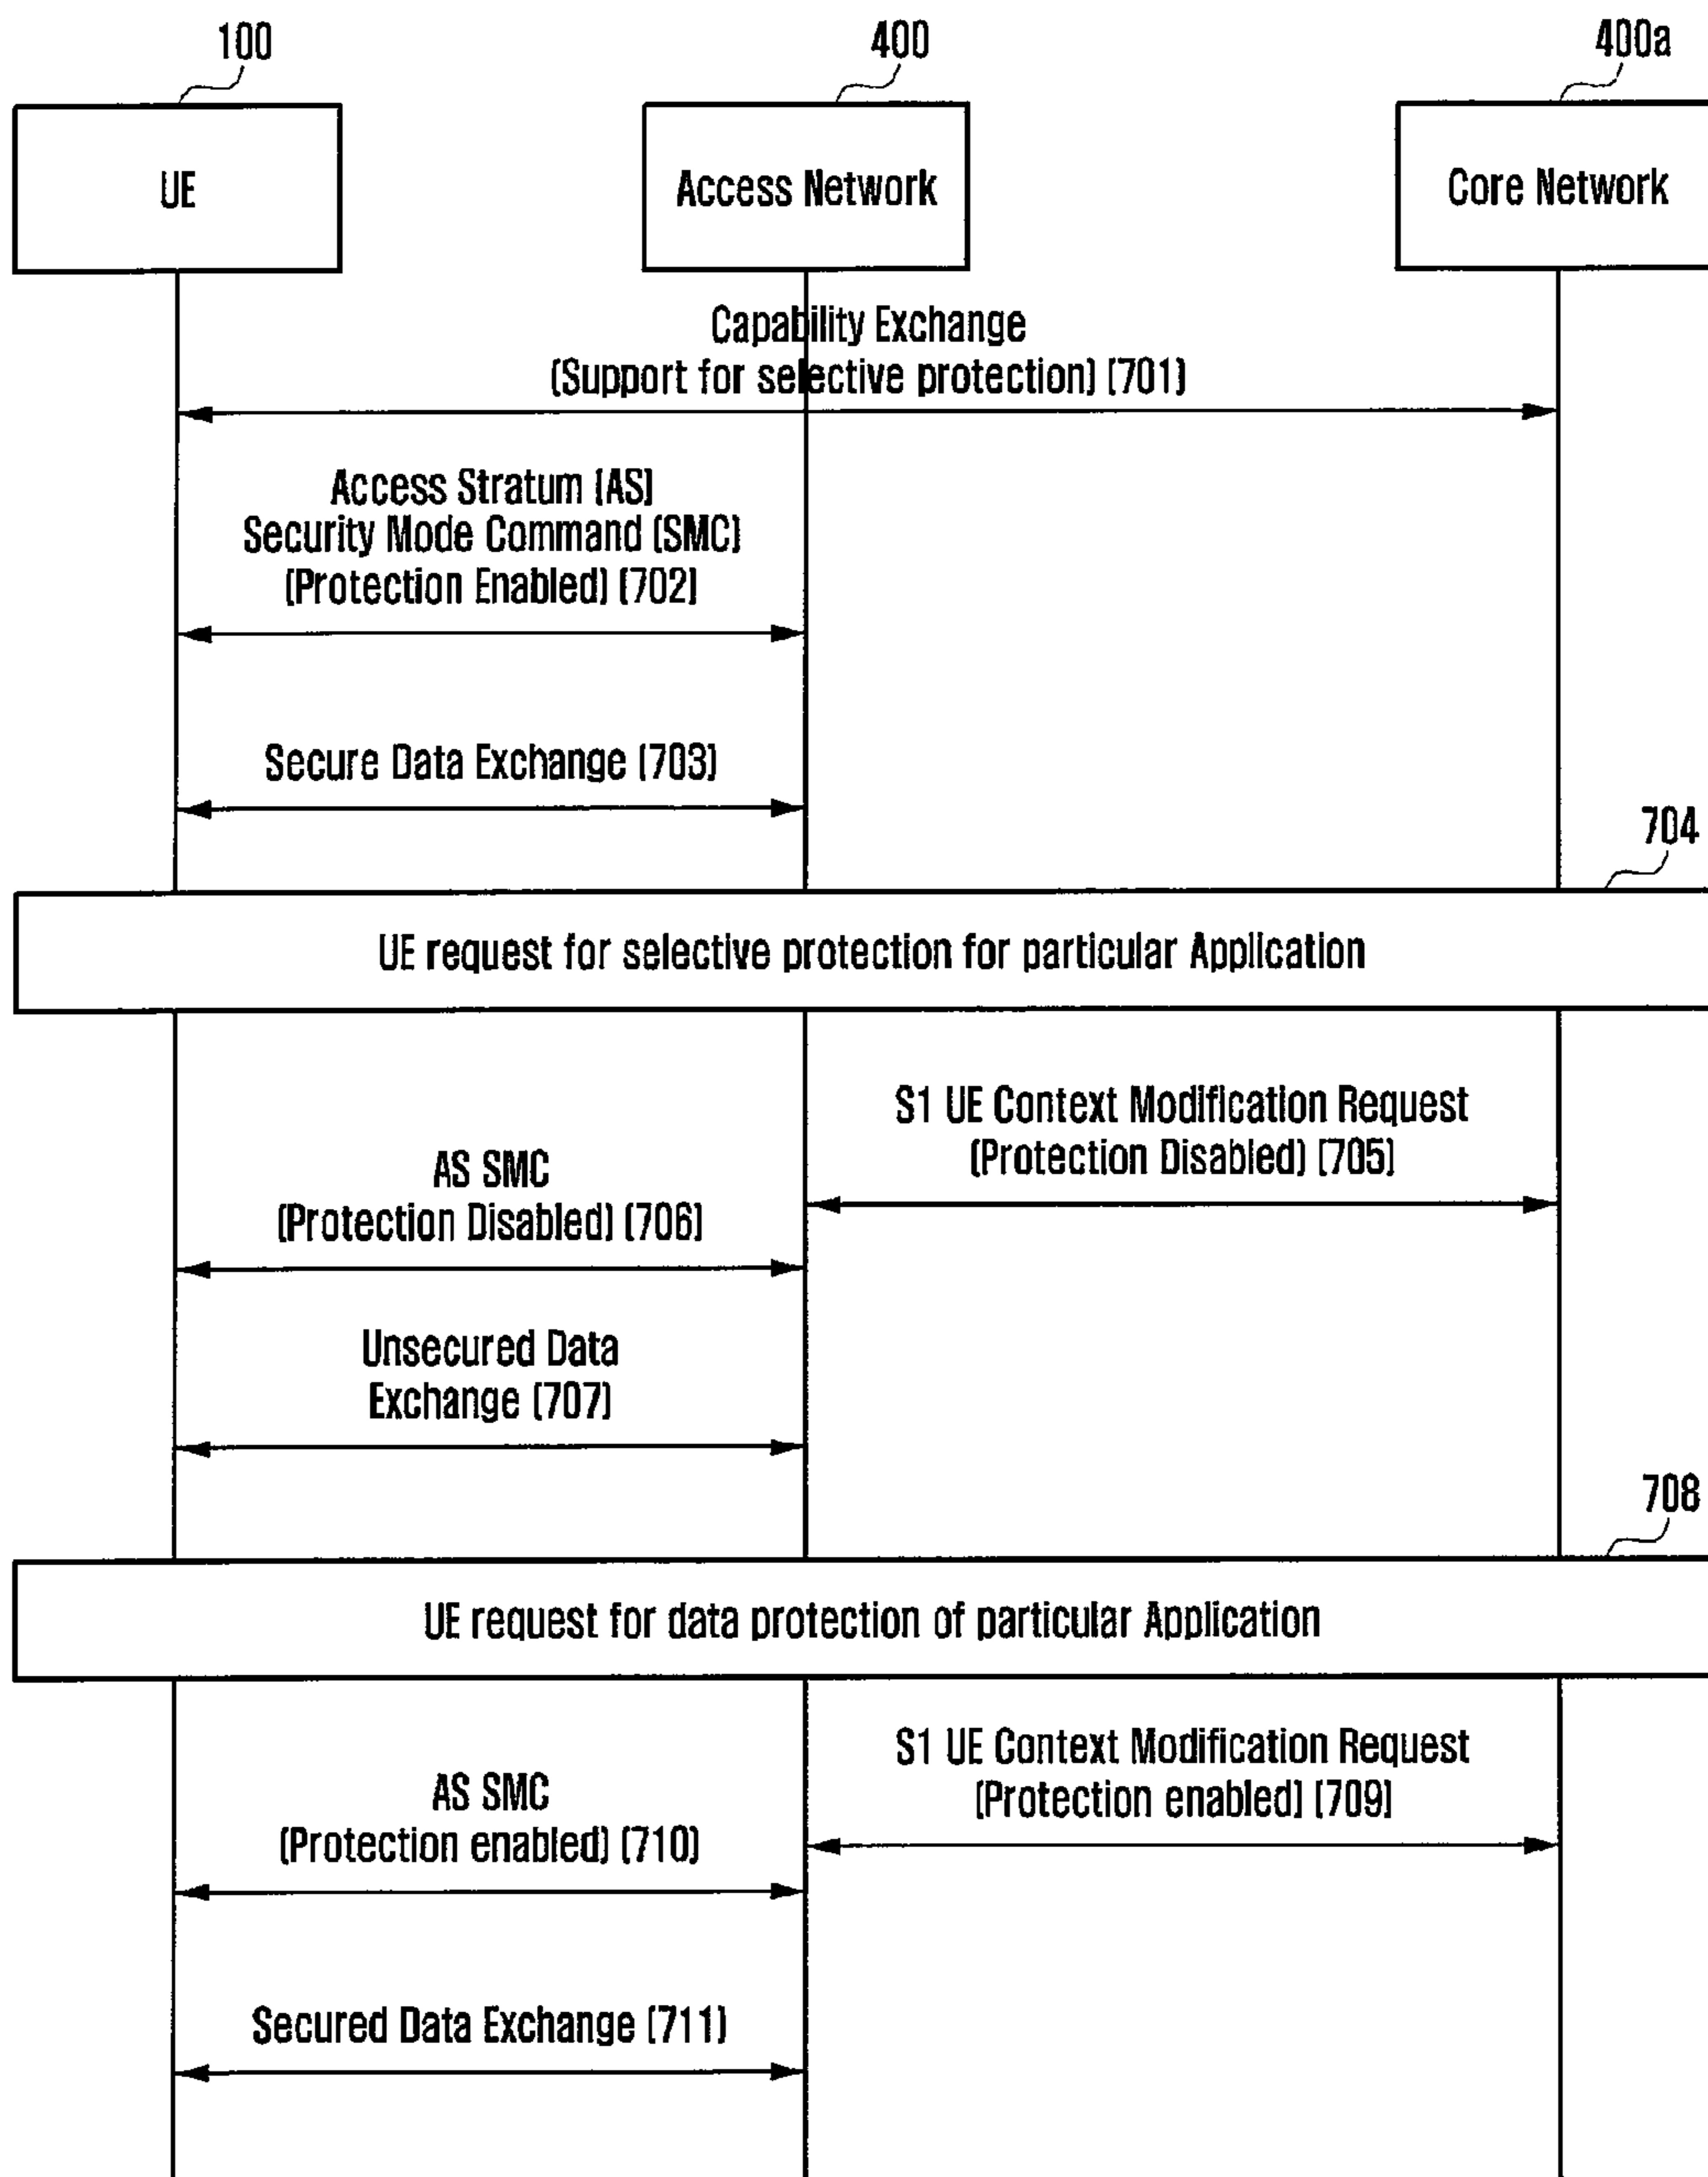 100
400
400a
UE
Access Network
Core Network
Capability Exchange
(Support for selective protection) (701)
Access Stratum (AS)
Security Mode Command (SMC)
(Protection Enabled) (702)
Secure Data Exchange (703)
704
UE request for selective protection for particular Application
S1 UE Context Modification Request
(Protection Disabled) (705)
AS SMC
(Protection Disabled) (706)
Unsecured Data
Exchange (707)
708
UE request for data protection of particular Application
S1 UE Context Modification Request
(Protection enabled) (709)
AS SMC
(Protection enabled) (710)
Secured Data Exchange (711)